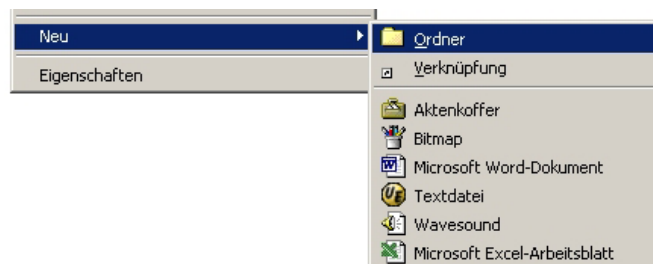 Neu
Eigenschaften
Ordner
Verknüpfung
Aktenkoffer
Bitmap
Microsoft Word-Dokument
Textdatei
Wavesound
Microsoft Excel-Arbeitsblatt